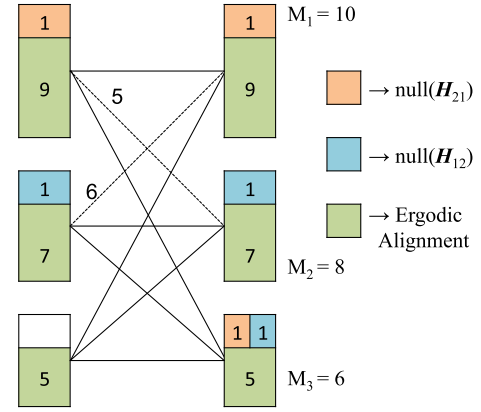 1
1
M₁ = 10
9
9
5
→ null(H₂₁)
1
1
6
→ null(H₁₂)
7
7
→ Ergodic
Alignment
M₂ = 8
1 1
5
5
M₃ = 6